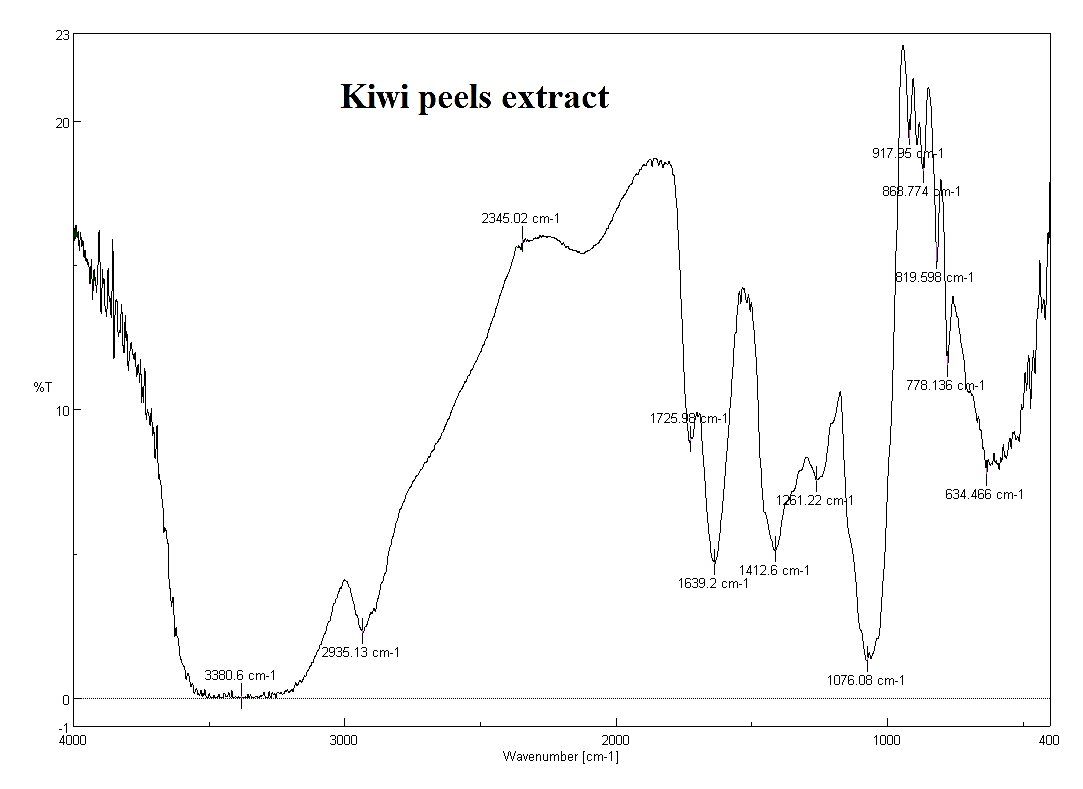 Kiwi peels extract
23
20
10
0
-1
%T
3380.6 cm-1
2935.13 cm-1
2345.02 cm-1
1725.98 cm-1
1639.2 cm-1
1412.6 cm-1
1261.22 cm-1
1076.08 cm-1
917.95 cm-1
868.774 cm-1
819.598 cm-1
778.136 cm-1
634.466 cm-1
4000 3000 2000 1000 400
Wavenumber [cm-1]